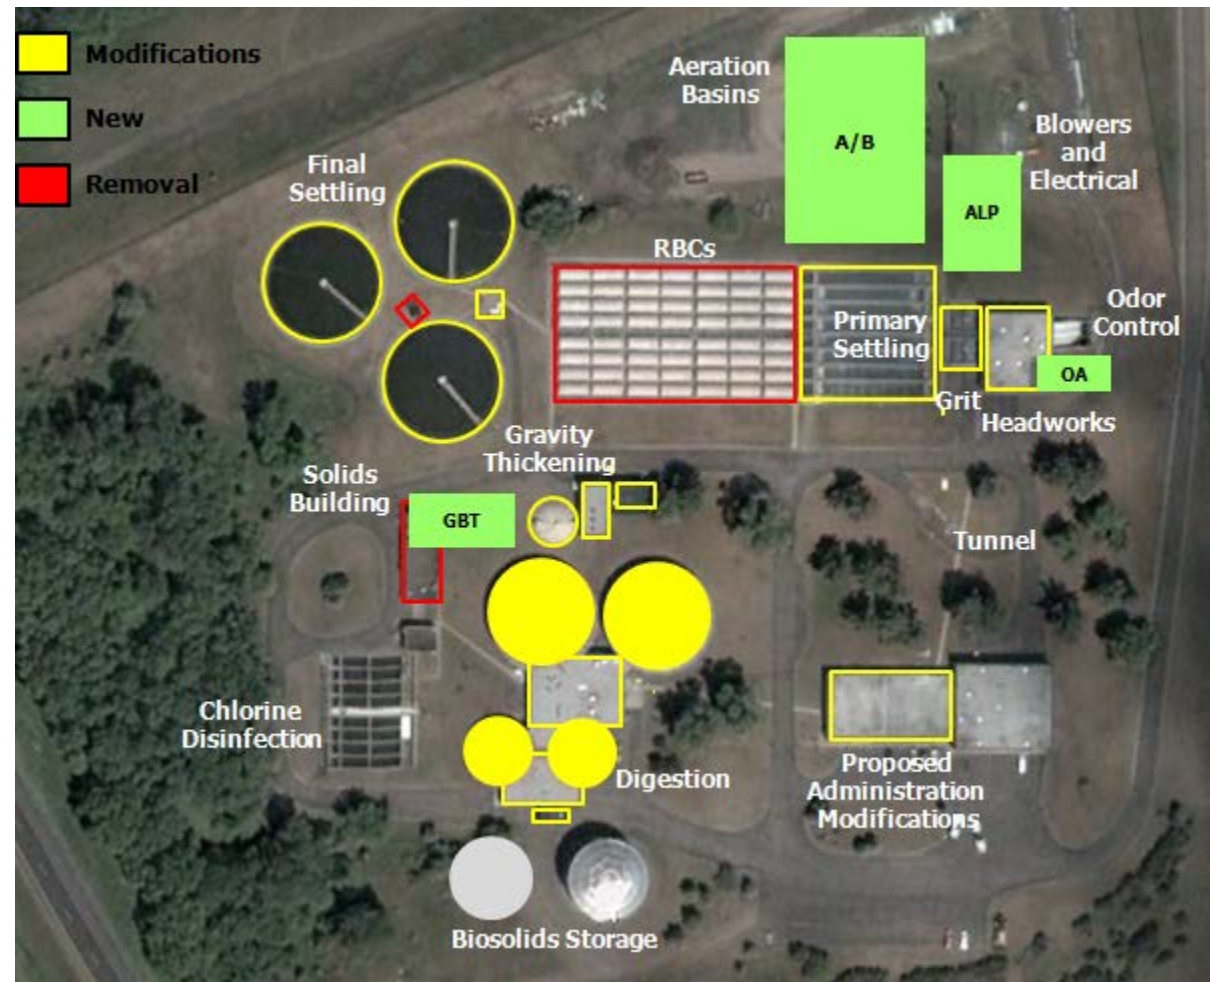 Modifications
New
Removal
Aeration
Basins
A/B
Blowers
and
Electrical
ALP
Final
Settling
RBCs
Primary
Settling
Odor
Control
OA
Grit
Headworks
Gravity
Thickening
Solids
Building
GBT
Tunnel
Chlorine
Disinfection
Digestion
Proposed
Administration
Modifications
Biosolids Storage